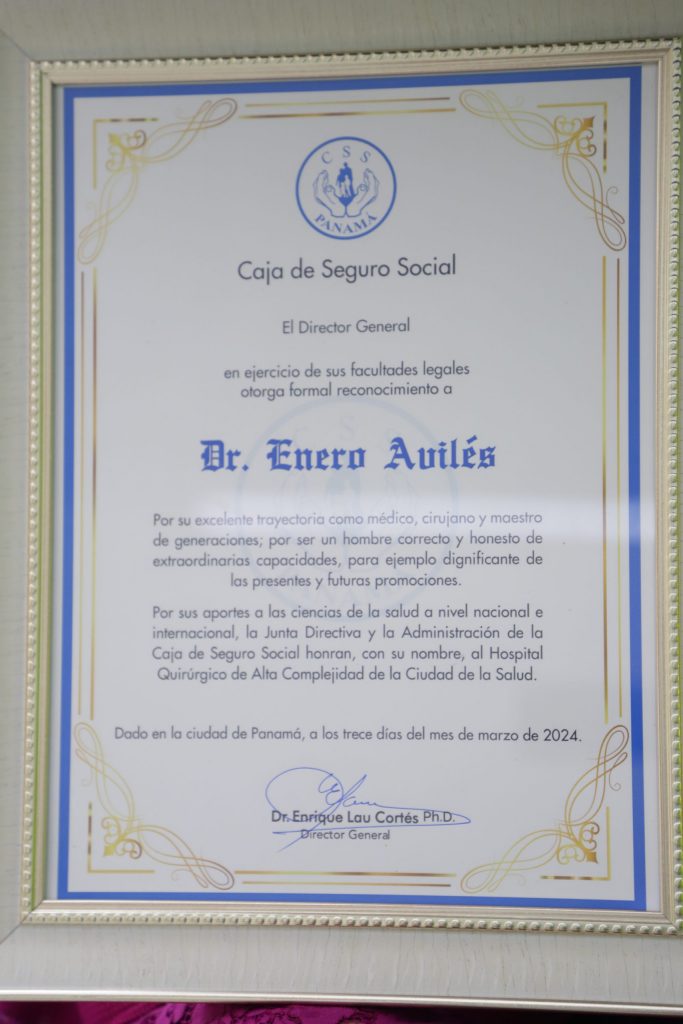 CSS
PANAMÁ
Caja de Seguro Social
El Director General
en ejercicio de sus facultades legales
otorga formal reconocimiento a
Dr. Enero Avilés
Por su excelente trayectoria como médico, cirujano y maestro
de generaciones; por ser un hombre correcto y honesto de
extraordinarias capacidades, para ejemplo dignificante de
las presentes y futuras promociones.
Por sus aportes a las ciencias de la salud a nivel nacional e
internacional, la Junta Directiva y la Administración de la
Caja de Seguro Social honran, con su nombre, al Hospital
Quirúrgico de Alta Complejidad de la Ciudad de la Salud.
Dado en la ciudad de Panamá, a los trece días del mes de marzo de 2024.
Dr. Enrique Lau Cortés Ph.D.
Director General